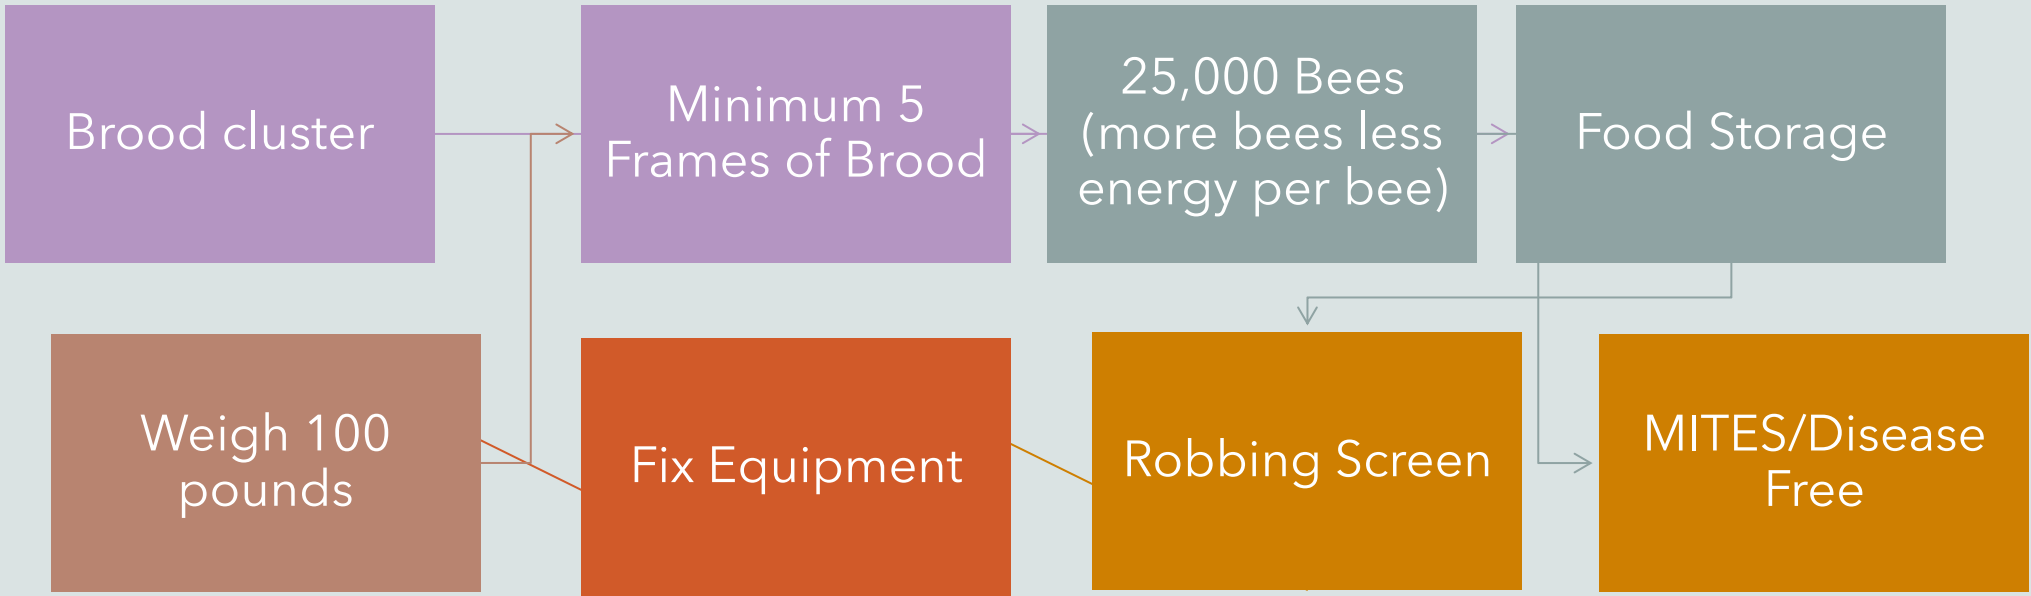 Brood cluster
Minimum 5
Frames of Brood
25,000 Bees
(more bees less
energy per bee)
Food Storage
Weigh 100
pounds
Fix Equipment
Robbing Screen
MITES/Disease
Free